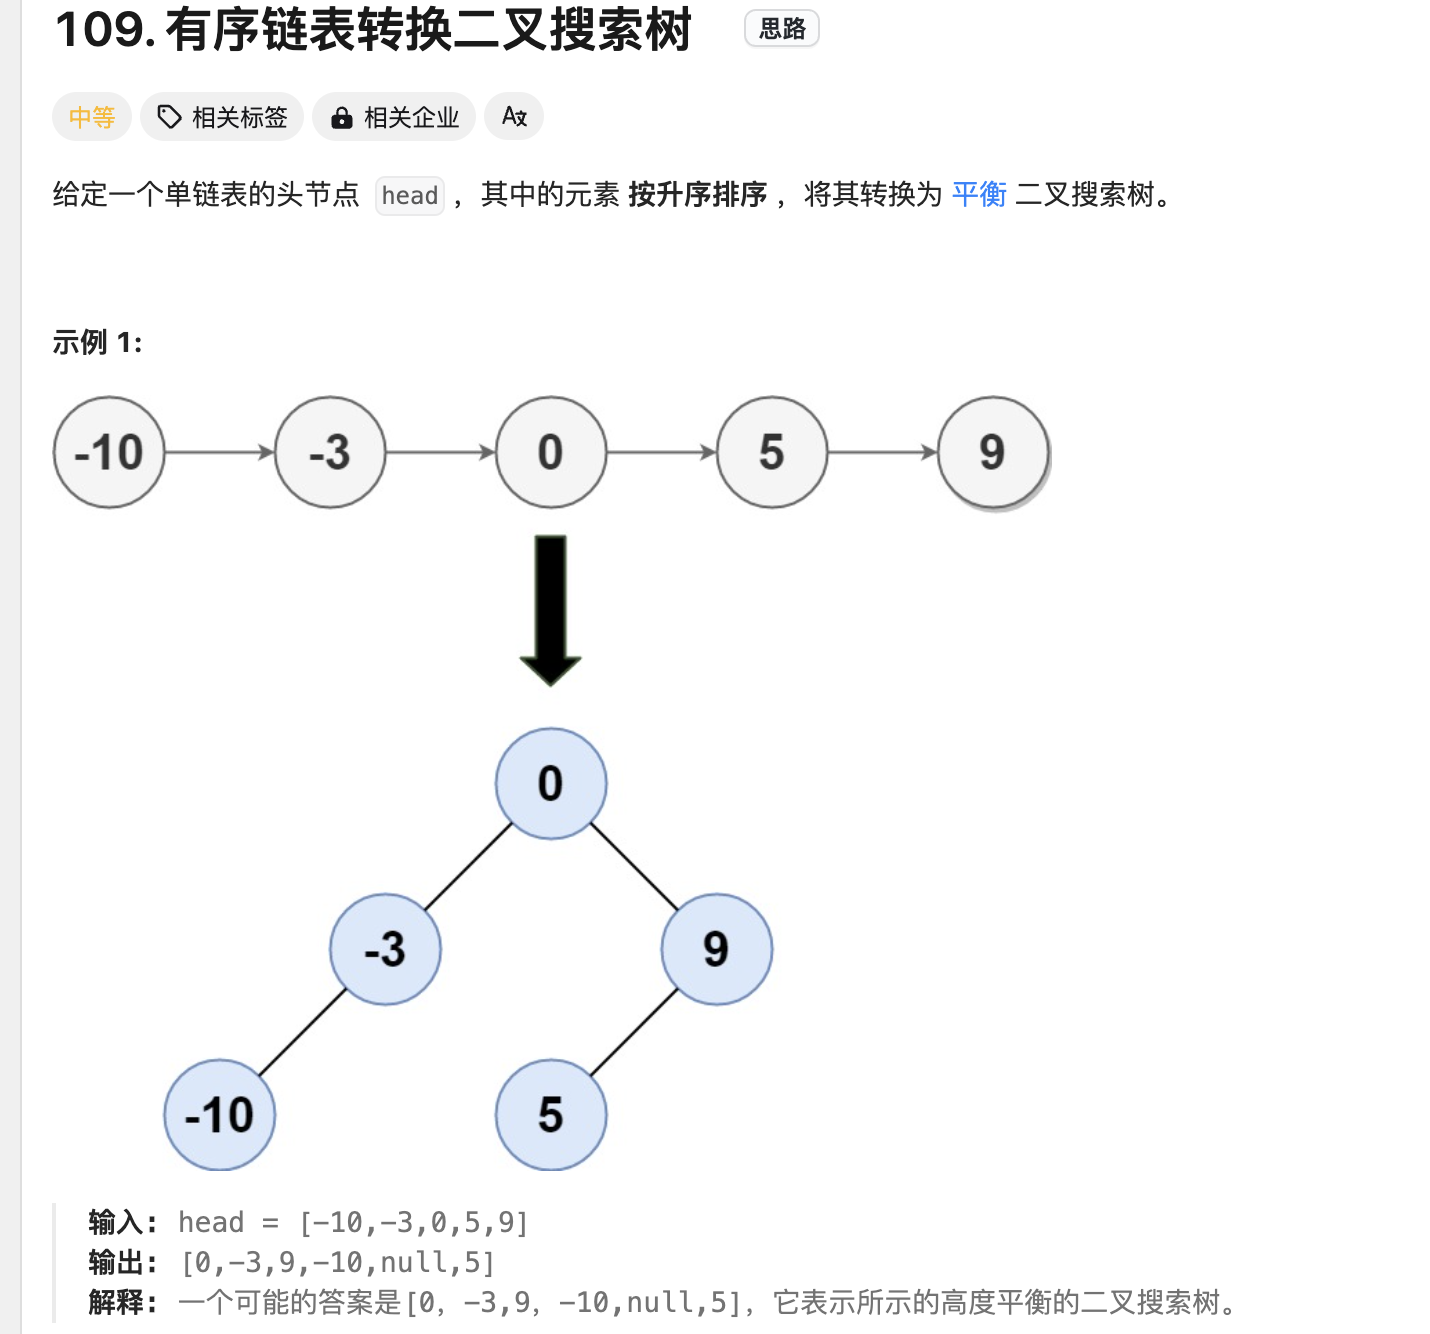 109. 有序链表转换二叉搜索树 思路
中等 相关标签 相关企业 A文
给定一个单链表的头节点 head ，其中的元素 按升序排序 ，将其转换为 平衡 二叉搜索树。
示例 1:
-10 -3 0 5 9
0
-3 9
-10 5
输入: head = [-10,-3,0,5,9]
输出: [0,-3,9,-10,null,5]
解释: 一个可能的答案是[0，-3,9，-10,null,5]，它表示所示的高度平衡的二叉搜索树。